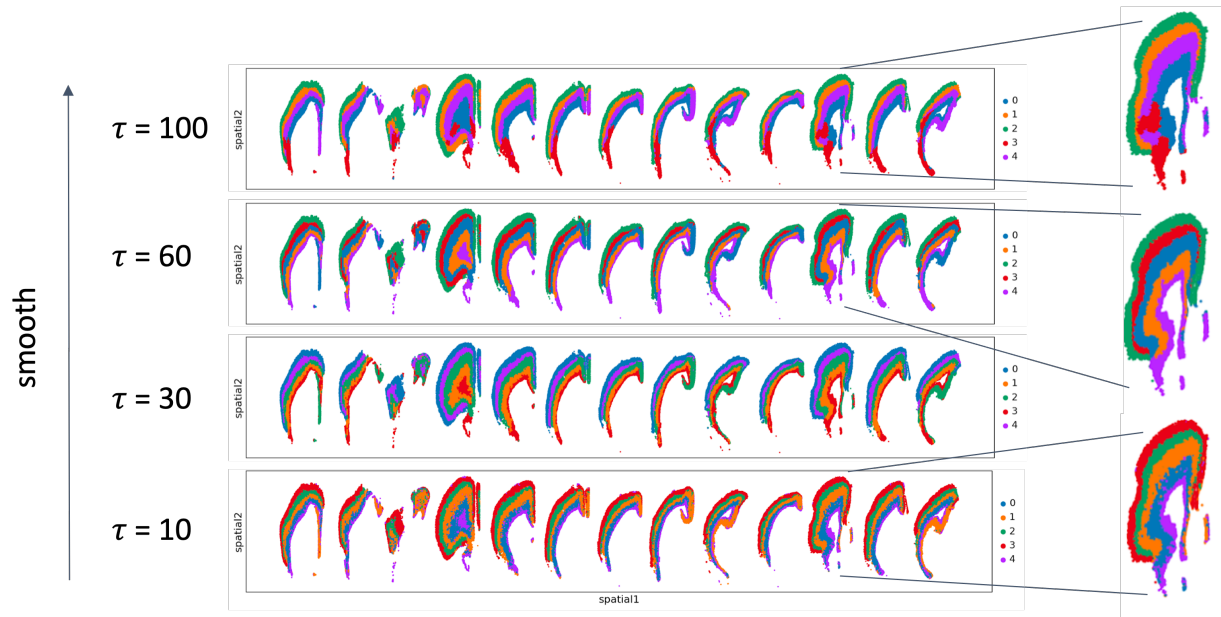 smooth
τ = 100
spatial2
0
1
2
3
4
τ = 60
spatial2
0
1
2
3
4
τ = 30
spatial2
0
1
2
3
4
τ = 10
spatial2
0
1
2
3
4
spatial1